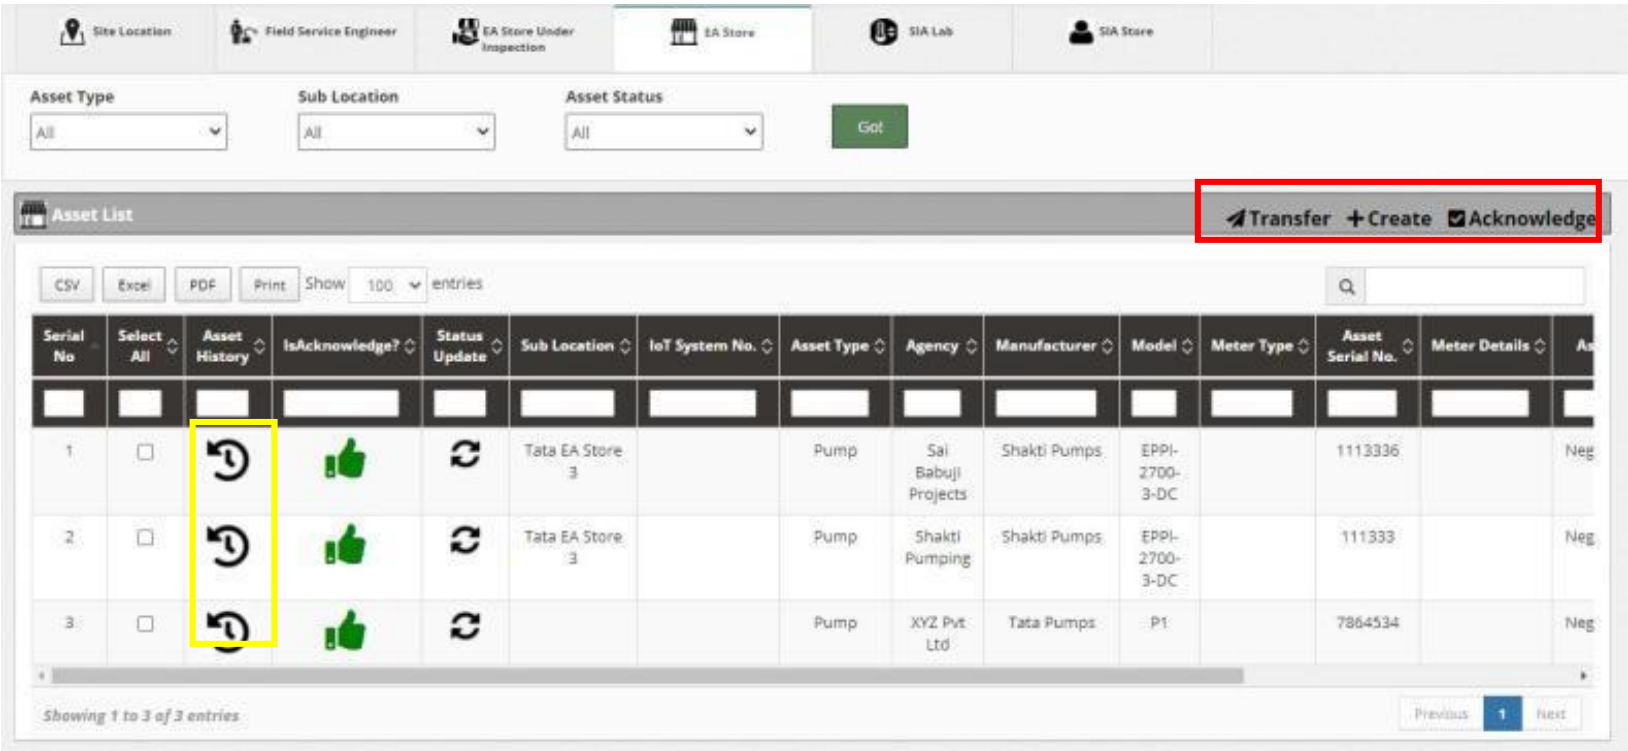 Site Location Field Service Engineer EA Store Under Inspection EA Store SIA Lab SIA Store
Asset Type Sub Location Asset Status
All All All Go!
Asset List Transfer Create Acknowledge
CSV Excel PDF Print Show 100 entries
Serial No Select All Asset History IsAcknowledge? Status Update Sub Location IoT System No. Asset Type Agency Manufacturer Model Meter Type Asset Serial No. Meter Details As
1 Tata EA Store 3 Pump Sai Babuji Projects Shakti Pumps EPPI-2700-3-DC 1113336 Neg
2 Tata EA Store 3 Pump Shakti Pumping Shakti Pumps EPPI-2700-3-DC 111333 Neg
3 Pump XYZ Pvt Ltd Tata Pumps P1 7864534 Neg
Showing 1 to 3 of 3 entries Previous 1 Next